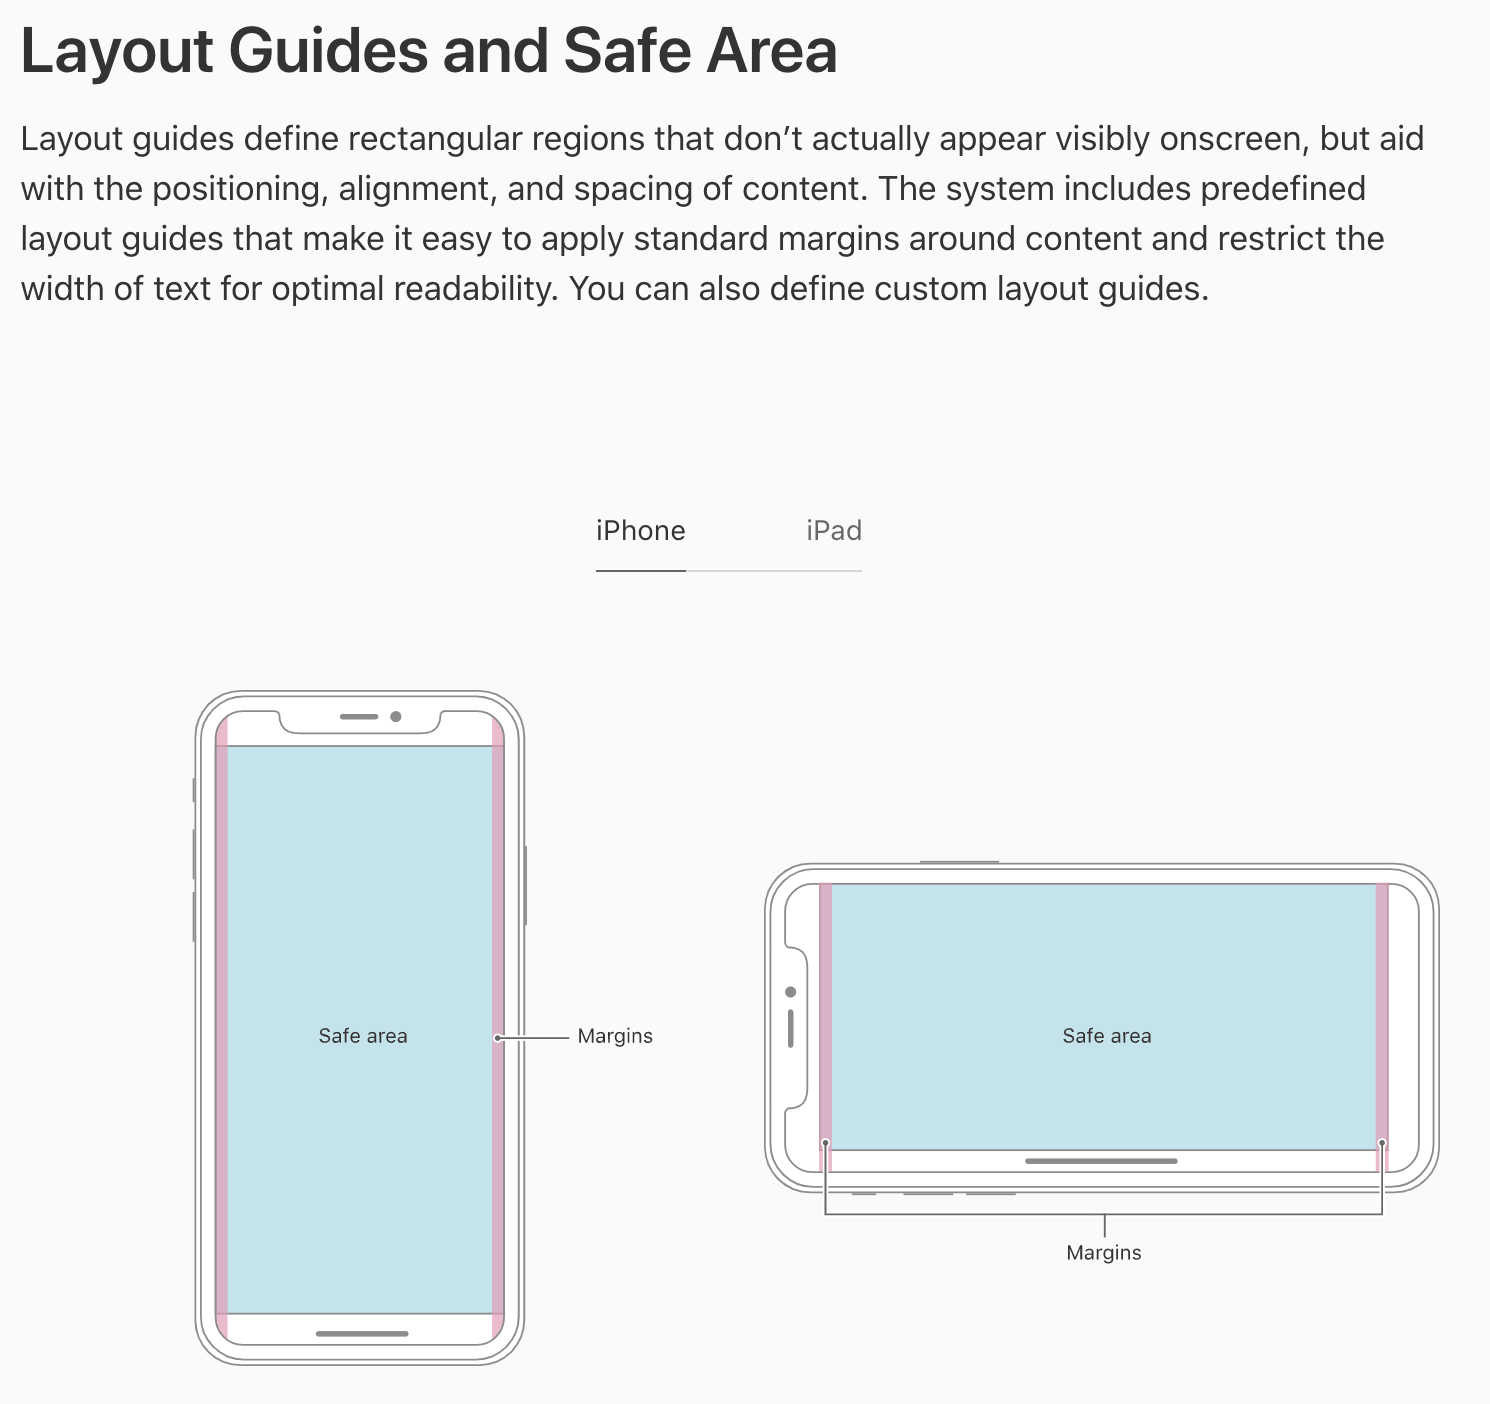 Layout Guides and Safe Area
Layout guides define rectangular regions that don’t actually appear visibly onscreen, but aid
with the positioning, alignment, and spacing of content. The system includes predefined
layout guides that make it easy to apply standard margins around content and restrict the
width of text for optimal readability. You can also define custom layout guides.
iPhone iPad
Safe area
Margins
Safe area
Margins